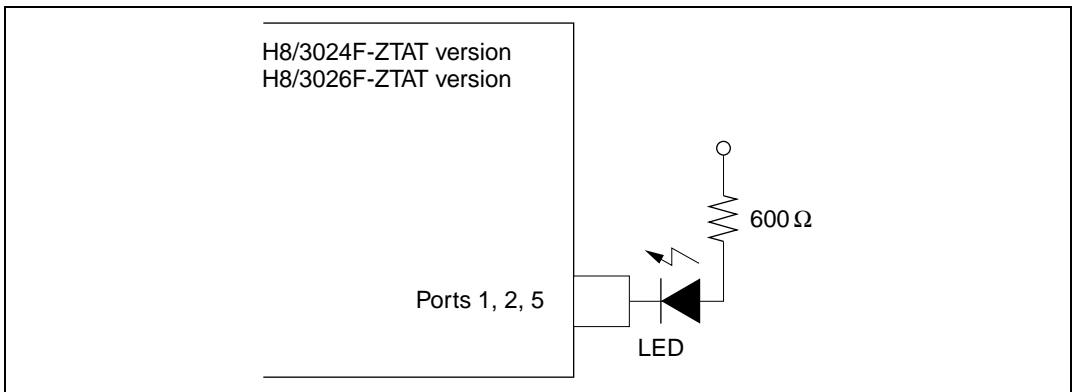 H8/3024F-ZTAT version
H8/3026F-ZTAT version
600 Ω
Ports 1, 2, 5
LED